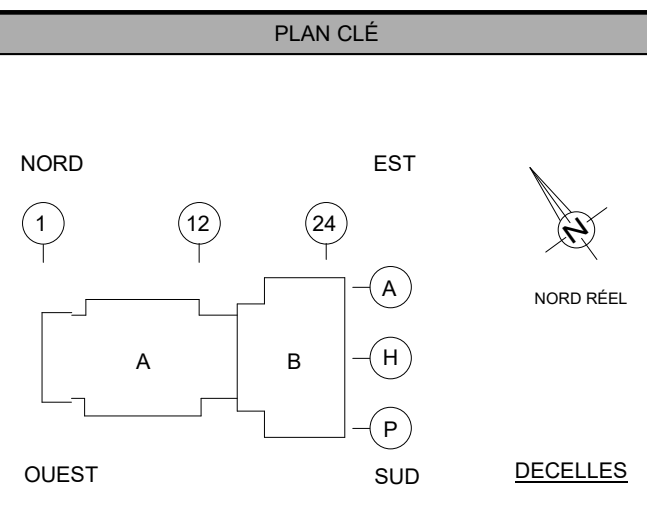 PLAN CLÉ
NORD EST
1 12 24
N
A
NORD RÉEL
A B H
P
OUEST SUD DECELLES